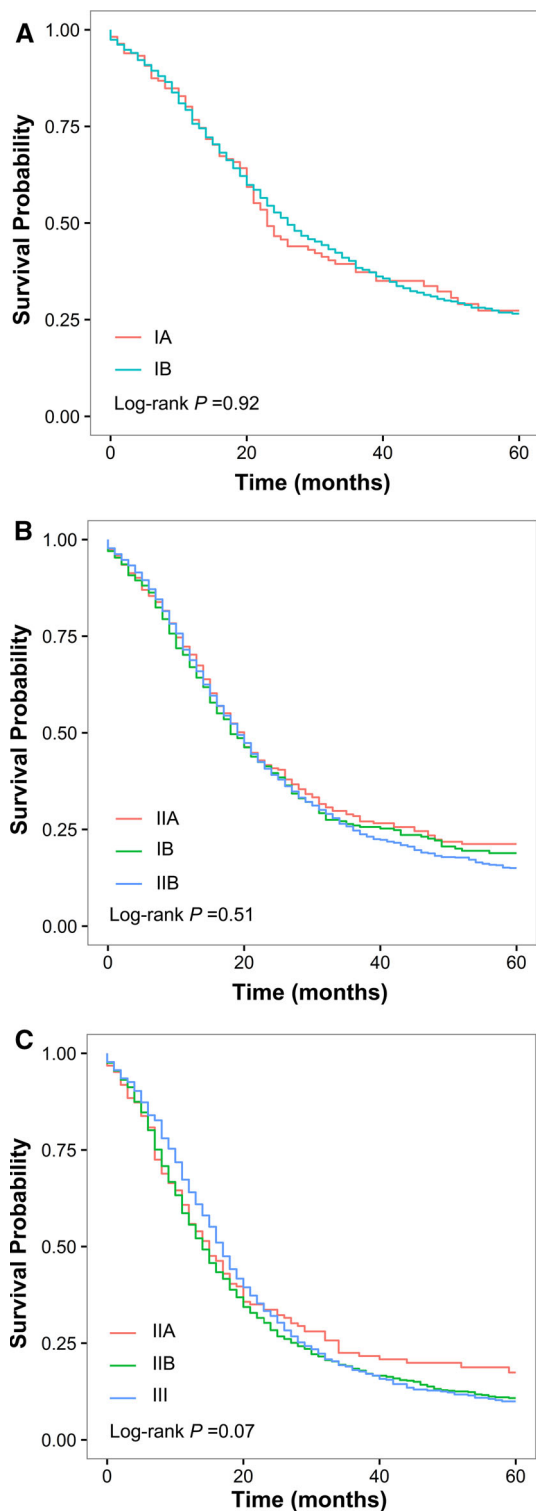 A
Survival Probability
1.00
0.75
0.50
0.25
0.00
IA
IB
Log-rank P =0.92
0 20 40 60
Time (months)
B
Survival Probability
1.00
0.75
0.50
0.25
0.00
IIA
IB
IIB
Log-rank P =0.51
0 20 40 60
Time (months)
C
Survival Probability
1.00
0.75
0.50
0.25
0.00
IIA
IIB
III
Log-rank P =0.07
0 20 40 60
Time (months)